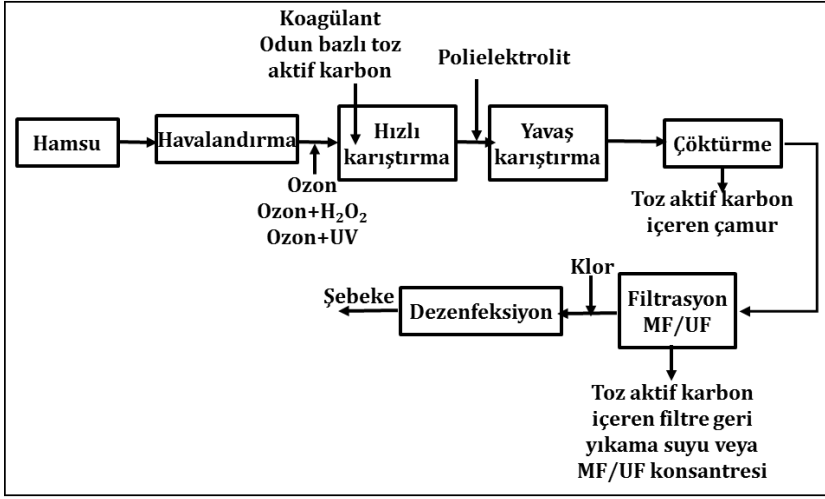 Koagülant
Odun bazlı toz
aktif karbon
Polielektrolit
Hamsu
Havalandırma
Hızlı
karıştırma
Yavaş
karıştırma
Çöktürme
Ozon
Ozon+H₂O₂
Ozon+UV
Toz aktif karbon
içeren çamur
Klor
Şebeke
Dezenfeksiyon
Filtrasyon
MF/UF
Toz aktif karbon
içeren filtre geri
yıkama suyu veya
MF/UF konsantresi